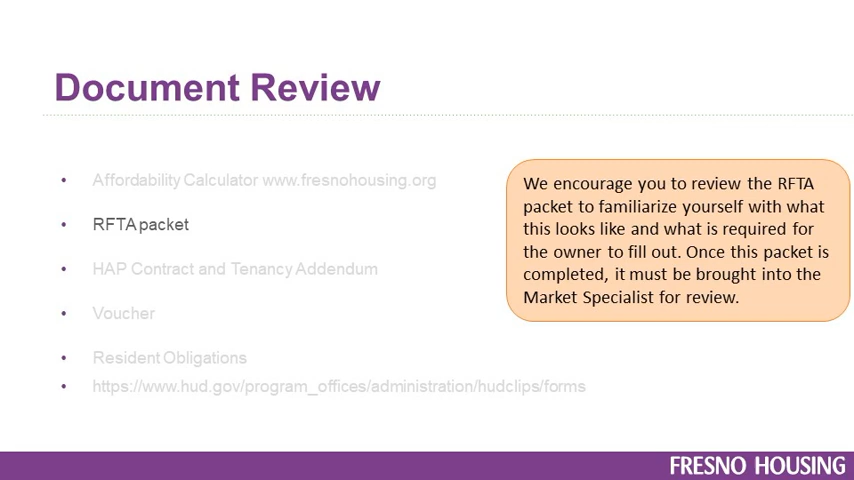 Document Review
• Affordability Calculator www.fresnohousing.org
• RFTA packet
• HAP Contract and Tenancy Addendum
• Voucher
• Resident Obligations
• https://www.hud.gov/program_offices/administration/hudclips/forms
We encourage you to review the RFTA
packet to familiarize yourself with what
this looks like and what is required for
the owner to fill out. Once this packet is
completed, it must be brought into the
Market Specialist for review.
FRESNO HOUSING